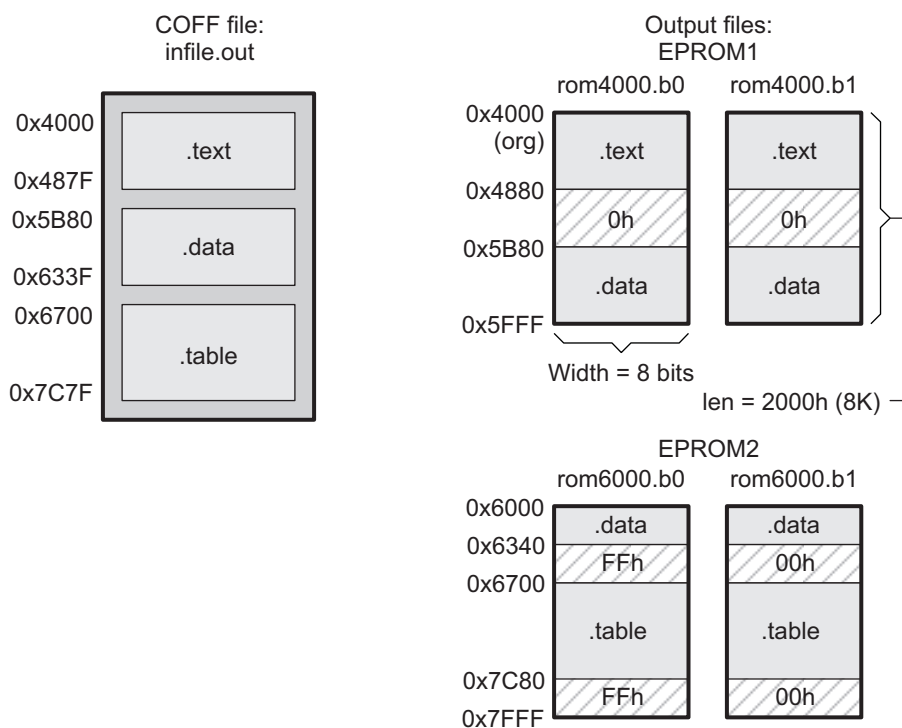 COFF file:
infile.out
0x4000
.text
0x487F
0x5B80
.data
0x633F
0x6700
.table
0x7C7F
Output files:
EPROM1
rom4000.b0
rom4000.b1
0x4000
(org)
.text
.text
0x4880
0h
0h
0x5B80
.data
.data
0x5FFF
Width = 8 bits
len = 2000h (8K)
EPROM2
rom6000.b0
rom6000.b1
0x6000
.data
.data
0x6340
FFh
00h
0x6700
.table
.table
0x7C80
FFh
00h
0x7FFF